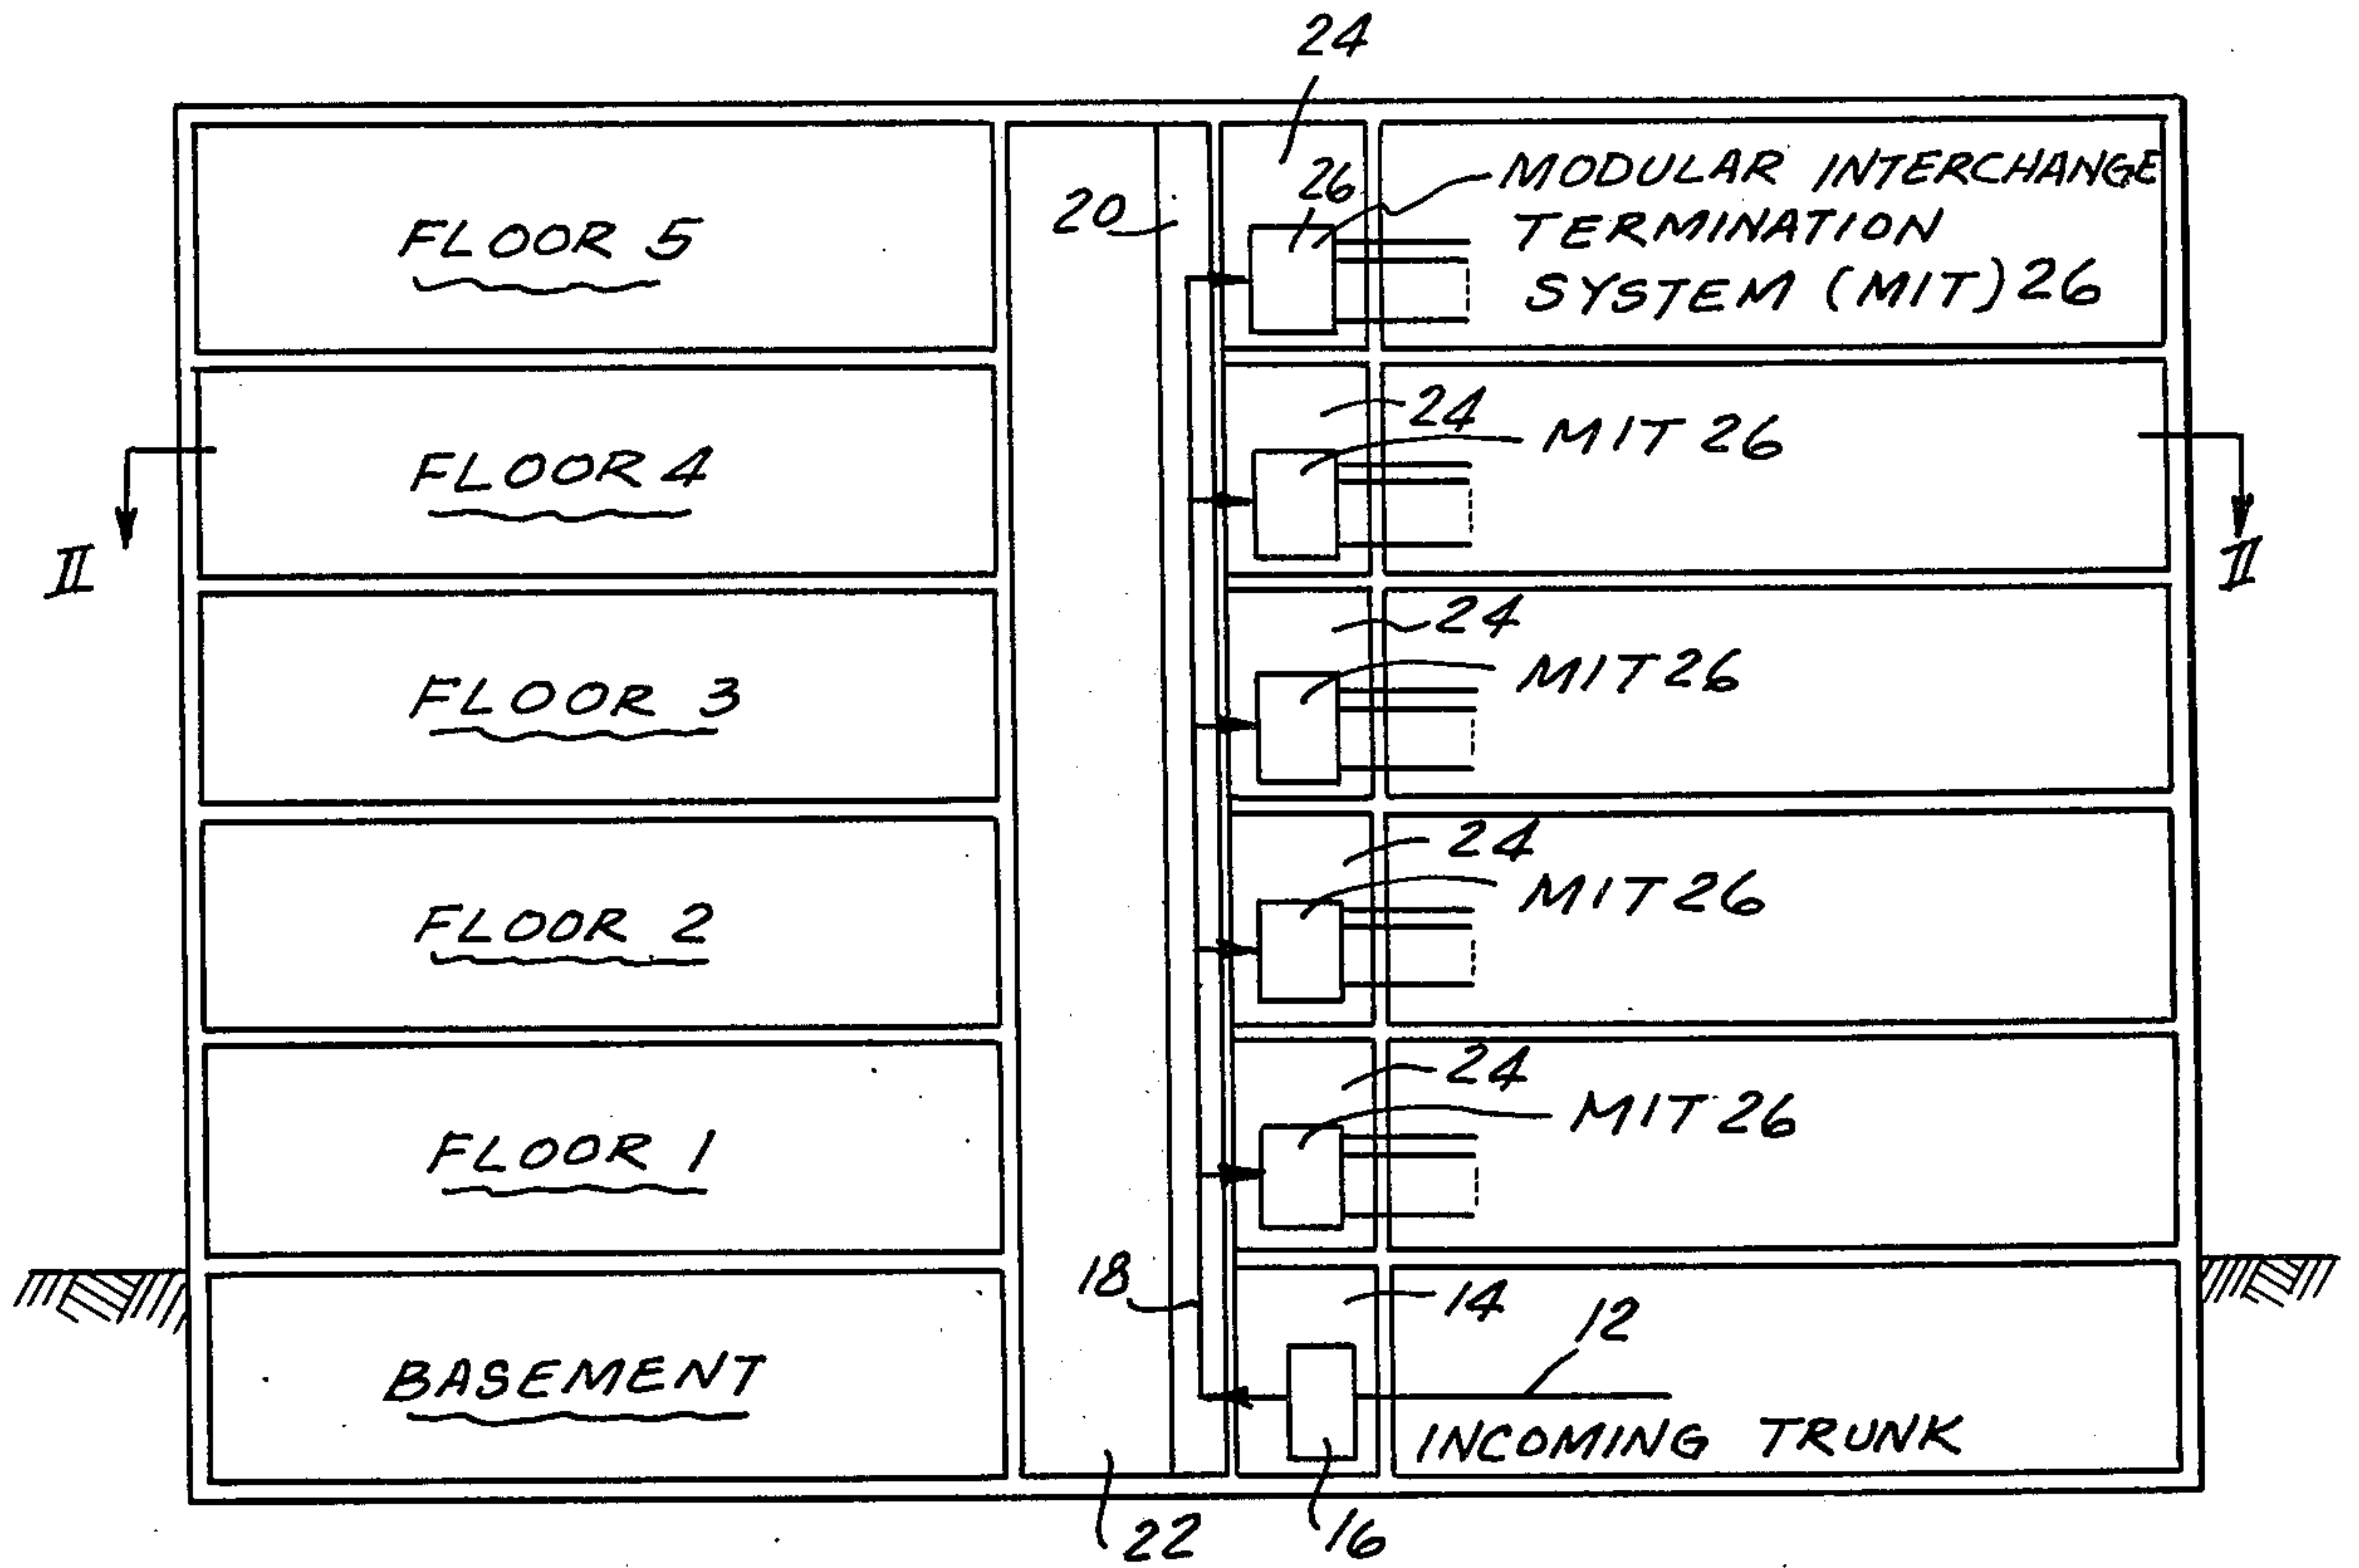 24
FLOOR 5
20
26
MODULAR INTERCHANGE
TERMINATION
SYSTEM (MIT) 26
II
FLOOR 4
24
MIT 26
II
FLOOR 3
24
MIT 26
FLOOR 2
24
MIT 26
FLOOR 1
24
MIT 26
BASEMENT
18
14
12
INCOMING TRUNK
22
16